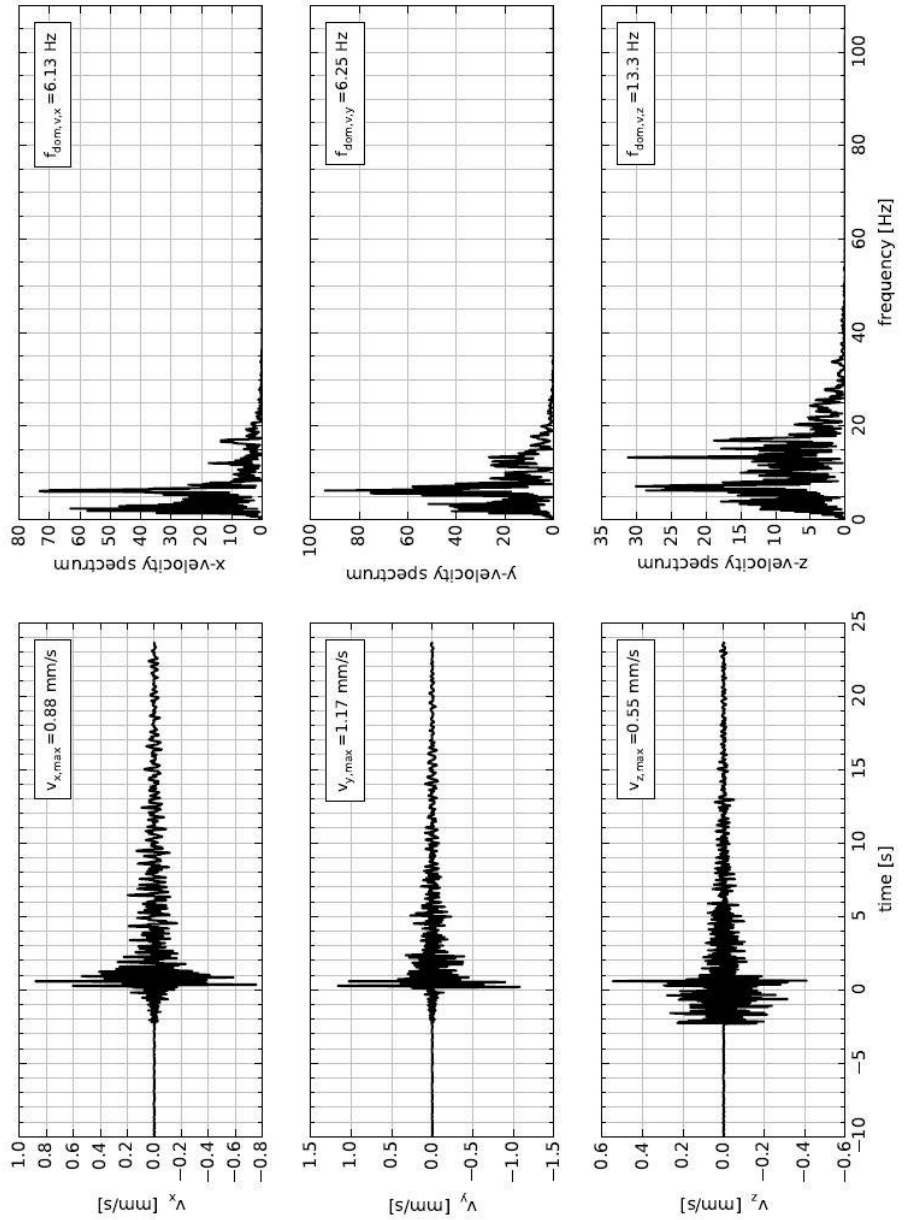 1.0
0.8
0.6
0.4
0.2
0.0
−0.2
−0.4
−0.6
−0.8
v_x [mm/s]
v_x,max =0.88 mm/s
80
70
60
50
40
30
20
10
0
x-velocity spectrum
f_dom,v,x =6.13 Hz
1.5
1.0
0.5
0.0
−0.5
−1.0
−1.5
v_y [mm/s]
v_y,max =1.17 mm/s
100
80
60
40
20
0
y-velocity spectrum
f_dom,v,y =6.25 Hz
0.6
0.4
0.2
0.0
−0.2
−0.4
−0.6
v_z [mm/s]
v_z,max =0.55 mm/s
−10 −5 0 5 10 15 20 25
time [s]
35
30
25
20
15
10
5
0
z-velocity spectrum
f_dom,v,z =13.3 Hz
0 20 40 60 80 100
frequency [Hz]